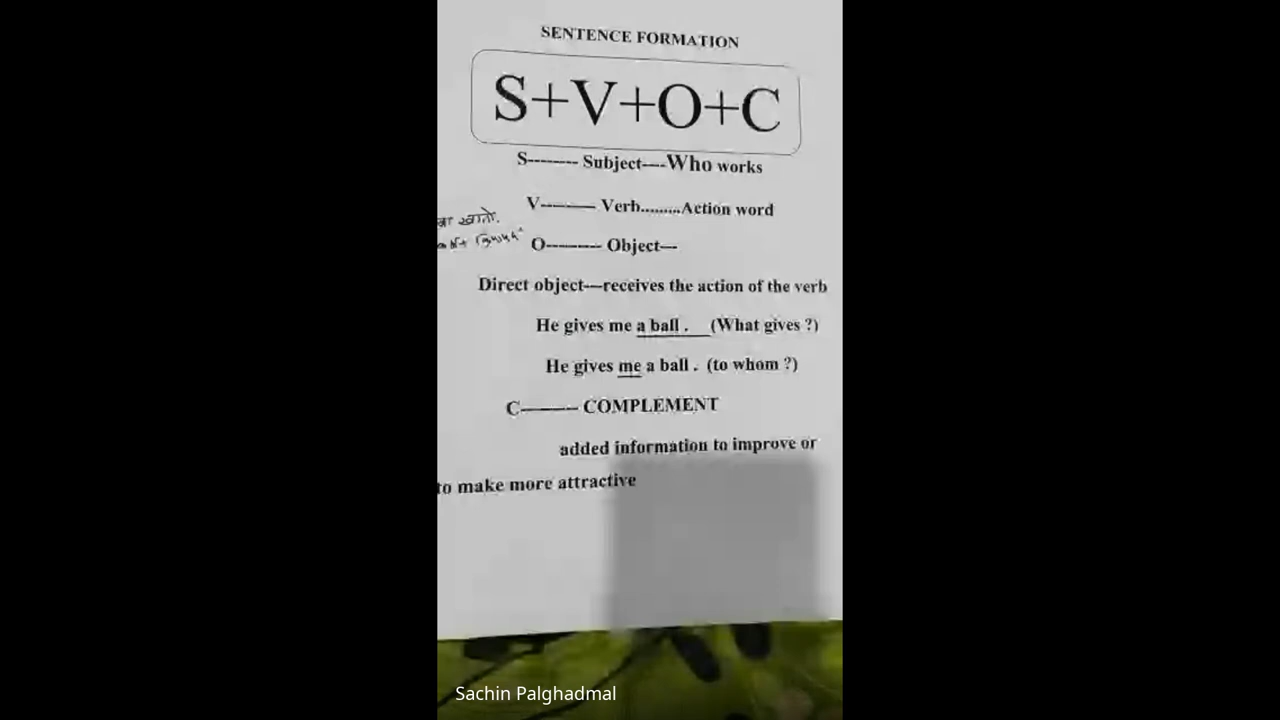 SENTENCE FORMATION
S+V+O+C
S-------- Subject----Who works
V--------- Verb.........Action word
खातो.
O--------- Object---
Direct object---receives the action of the verb
He gives me a ball . (What gives ?)
He gives me a ball . (to whom ?)
C--------- COMPLEMENT
added information to improve or
to make more attractive
Sachin Palghadmal